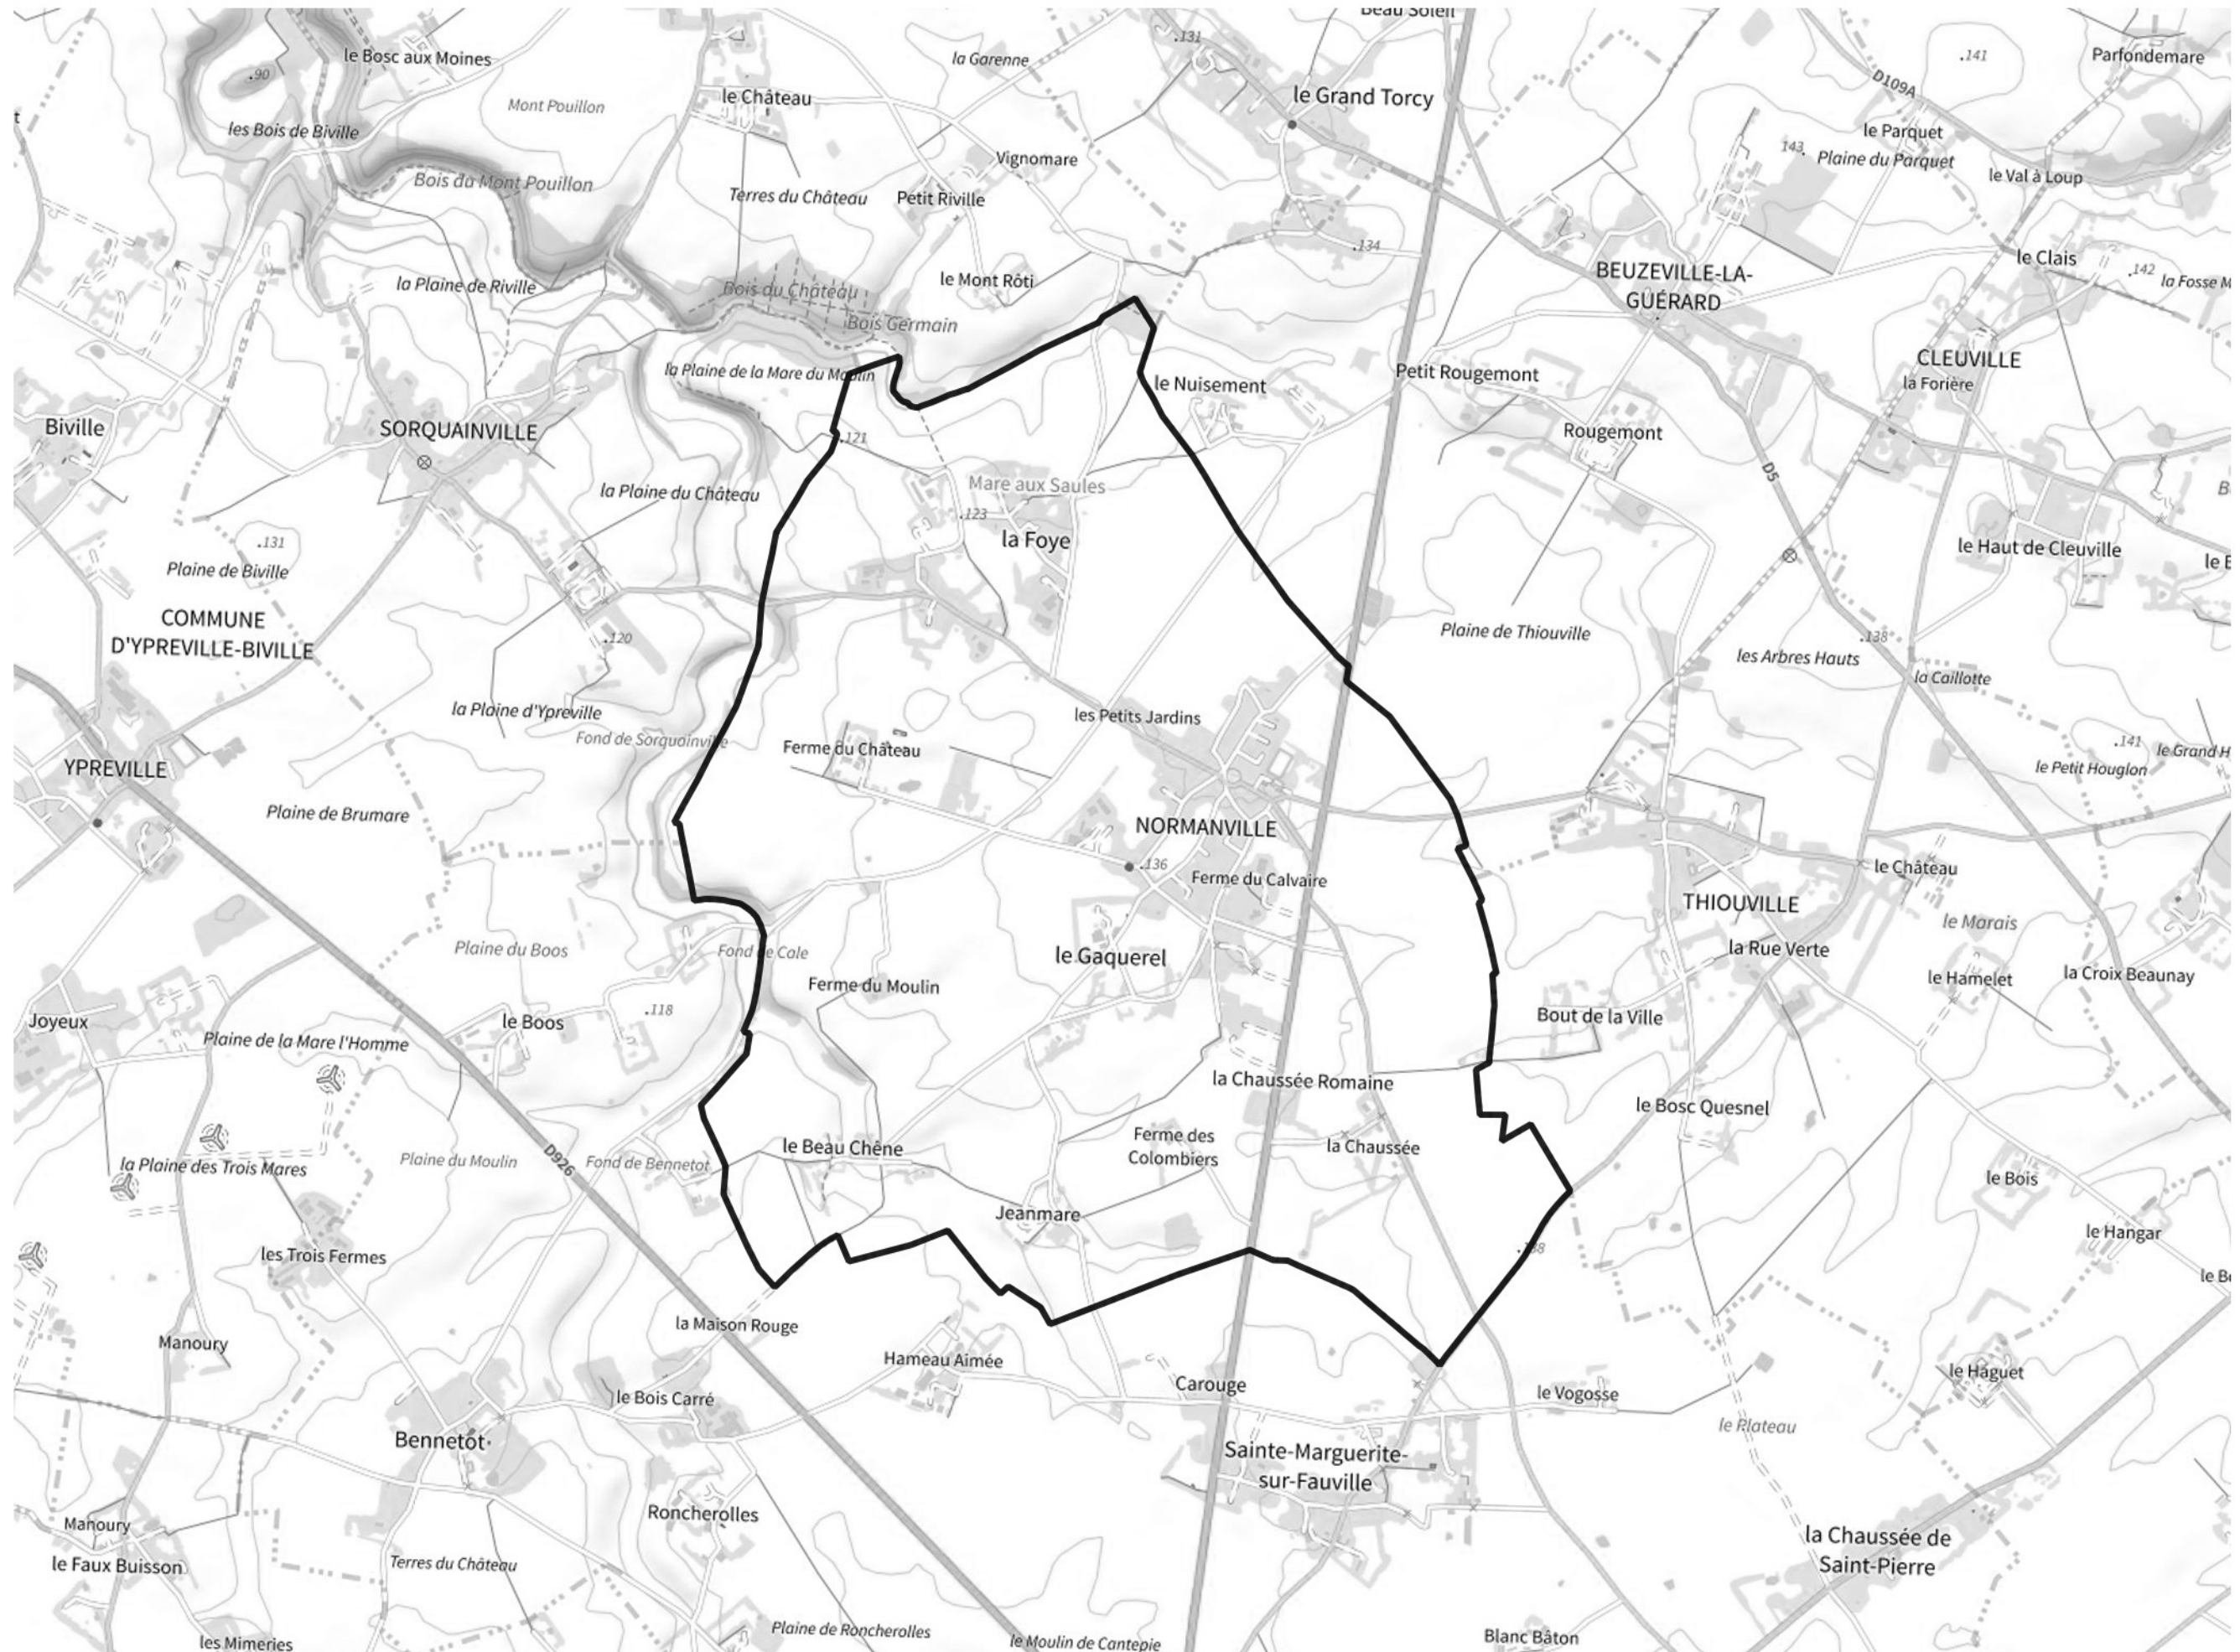 Beau Soleil
.131
le Bosc aux Moines
la Garenne
.141
Parfondemare
.90
D109A
Mont Pouillon
le Château
le Grand Torcy
les Bois de Biville
le Parquet
143.
Plaine du Parquet
Vignomare
le Val à Loup
Bois du Mont Pouillon
Terres du Château
Petit Riville
.134
le Clais
.142
la Fosse M
BEUZEVILLE-LA-
GUÉRARD
la Plaine de Riville
Bois du Château
le Mont Rôti
Bois Germain
CLEUVILLE
la Forière
la Plaine de la Mare du Moulin
le Nuisement
Petit Rougemont
Biville
SORQUAINVILLE
.121
Rougemont
D5
la Plaine du Château
Mare aux Saules
.123
la Foye
.131
Plaine de Biville
le Haut de Cleuville
COMMUNE
D'YPREVILLE-BIVILLE
.120
Plaine de Thiouville
.138
les Arbres Hauts
la Caillotte
la Plaine d'Ypreville
Fond de Sorquainville
les Petits Jardins
Ferme du Château
.141
le Grand H
le Petit Houglon
YPREVILLE
Plaine de Brumare
NORMANVILLE
.136
Ferme du Calvaire
le Château
THIOUVILLE
le Marais
Plaine du Boos
Fond de Cale
le Gaquerel
la Rue Verte
Ferme du Moulin
le Hamelet
la Croix Beaunay
Joyeux
le Boos
.118
Bout de la Ville
Plaine de la Mare l'Homme
la Chaussée Romaine
le Bosc Quesnel
la Plaine des Trois Mares
Plaine du Moulin
D926
Fond de Bennetot
le Beau Chêne
Ferme des
Colombiers
la Chaussée
le Bois
Jeanmare
le Hangar
.138
les Trois Fermes
la Maison Rouge
Manoury
Hameau Aimée
Carouge
le Vogosse
le Haguet
le Bois Carré
le Plateau
Bennetot
Sainte-Marguerite-
sur-Fauville
Roncherolles
Manoury
le Faux Buisson
Terres du Château
la Chaussée de
Saint-Pierre
Plaine de Roncherolles
le Moulin de Cantepie
Blanc Bâton
les Mimeries